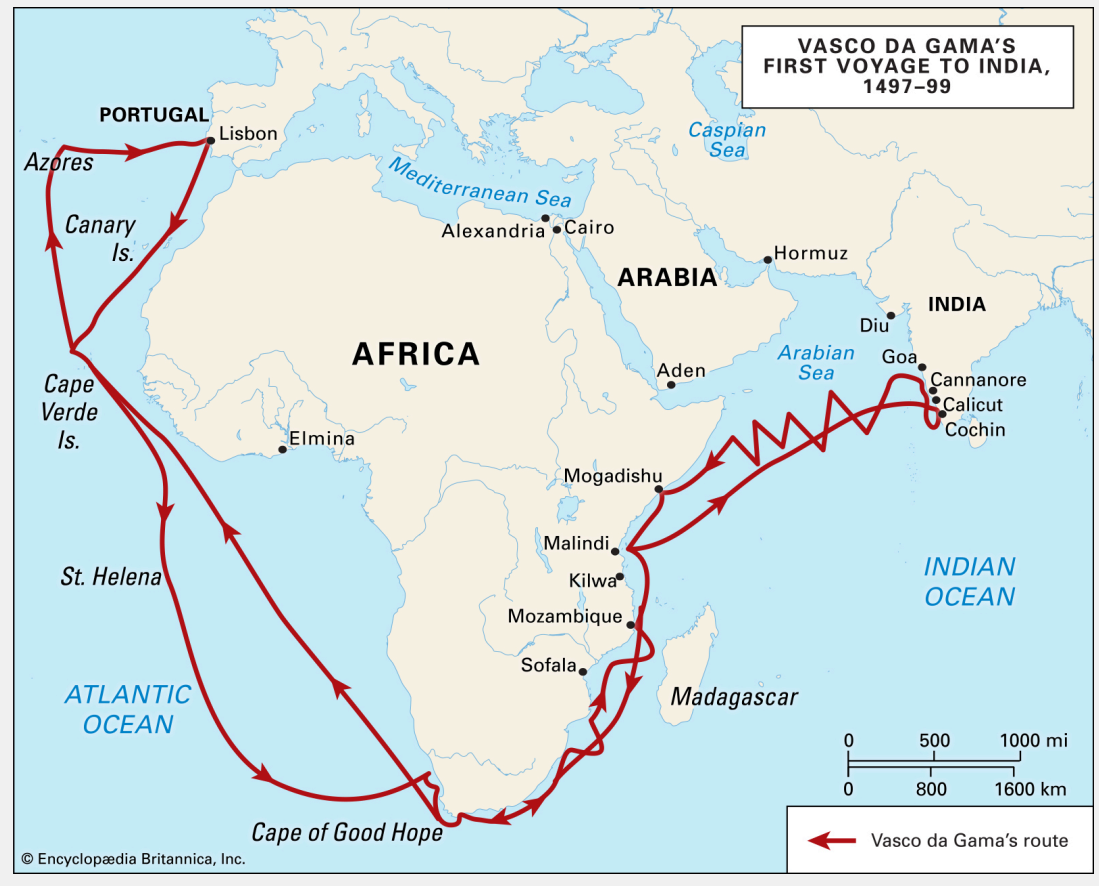 VASCO DA GAMA'S
FIRST VOYAGE TO INDIA,
1497–99
PORTUGAL
Lisbon
Azores
Caspian
Sea
Mediterranean Sea
Canary
Is.
Alexandria
Cairo
Hormuz
ARABIA
INDIA
Diu
AFRICA
Arabian
Sea
Goa
Aden
Cannanore
Cape
Verde
Is.
Calicut
Cochin
Elmina
Mogadishu
Malindi
St. Helena
Kilwa
INDIAN
OCEAN
Mozambique
Sofala
ATLANTIC
OCEAN
Madagascar
0 500 1000 mi
0 800 1600 km
Cape of Good Hope
Vasco da Gama's route
© Encyclopædia Britannica, Inc.